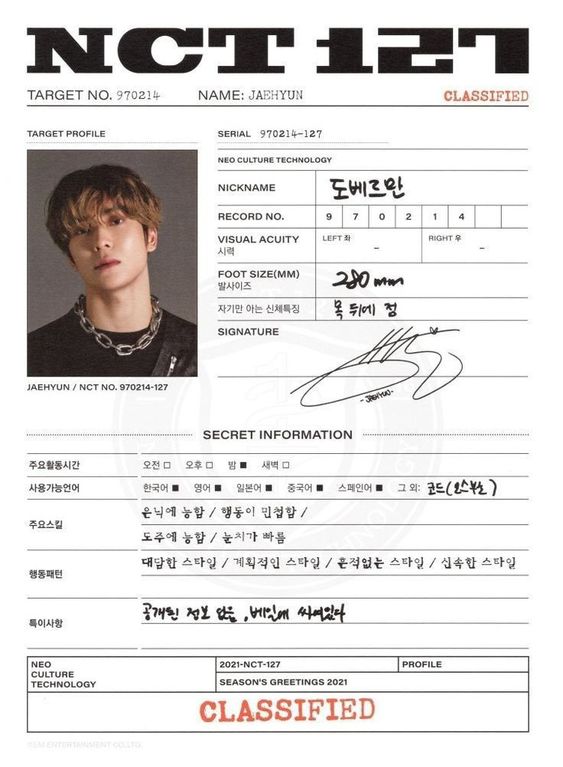 NCT 127
TARGET NO. 970214 NAME: JAEHYUN CLASSIFIED
TARGET PROFILE
JAEHYUN / NCT NO. 970214-127
SERIAL 970214-127
NEO CULTURE TECHNOLOGY
NICKNAME 도베르만
RECORD NO. 9 7 0 2 1 4
VISUAL ACUITY LEFT 좌 RIGHT 우
시력 - -
FOOT SIZE(MM) 280 mm
발사이즈
자기만 아는 신체특징 목 뒤에 점
SIGNATURE
-JAEHYUN-
SECRET INFORMATION
주요활동시간 오전 □ 오후 □ 밤 ■ 새벽 □
사용가능언어 한국어 ■ 영어 ■ 일본어 ■ 중국어 ■ 스페인어 ■ 그 외: 코드(모스부호)
주요스킬 은닉에 능함 / 행동이 민첩함 /
도주에 능함 / 눈치가 빠름
행동패턴 대담한 스타일 / 계획적인 스타일 / 흔적없는 스타일 / 신속한 스타일
특이사항 공개된 정보 없음, 베일에 싸여있다
NEO
CULTURE
TECHNOLOGY
2021-NCT-127 PROFILE
SEASON'S GREETINGS 2021
CLASSIFIED
©SM ENTERTAINMENT CO.,LTD.